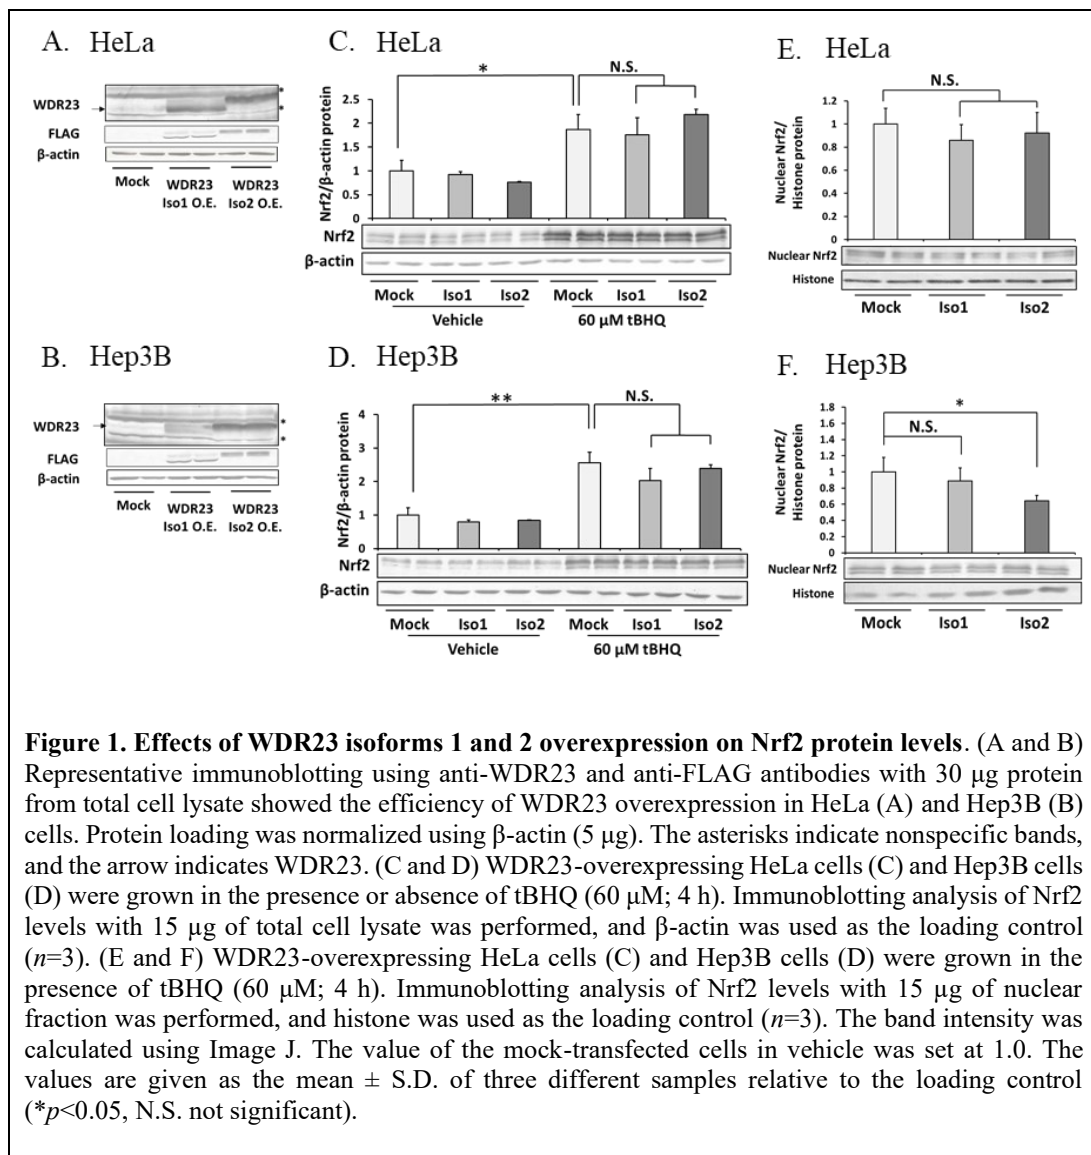 A. HeLa
WDR23
*
*
FLAG
β-actin
Mock
WDR23
Iso1 O.E.
WDR23
Iso2 O.E.
B. Hep3B
WDR23
*
*
FLAG
β-actin
Mock
WDR23
Iso1 O.E.
WDR23
Iso2 O.E.
C. HeLa
*
N.S.
Nrf2/β-actin protein
2.5
2
1.5
1
0.5
0
Nrf2
β-actin
Mock Iso1 Iso2 Mock Iso1 Iso2
Vehicle 60 μM tBHQ
D. Hep3B
**
N.S.
Nrf2/β-actin protein
4
3
2
1
0
Nrf2
β-actin
Mock Iso1 Iso2 Mock Iso1 Iso2
Vehicle 60 μM tBHQ
E. HeLa
N.S.
Nuclear Nrf2/
Histone protein
1.2
1
0.8
0.6
0.4
0.2
0
Nuclear Nrf2
Histone
Mock Iso1 Iso2
F. Hep3B
*
N.S.
Nuclear Nrf2/
Histone protein
1.8
1.6
1.4
1.2
1
0.8
0.6
0.4
0.2
0
Nuclear Nrf2
Histone
Mock Iso1 Iso2
Figure 1. Effects of WDR23 isoforms 1 and 2 overexpression on Nrf2 protein levels. (A and B)
Representative immunoblotting using anti-WDR23 and anti-FLAG antibodies with 30 μg protein
from total cell lysate showed the efficiency of WDR23 overexpression in HeLa (A) and Hep3B (B)
cells. Protein loading was normalized using β-actin (5 μg). The asterisks indicate nonspecific bands,
and the arrow indicates WDR23. (C and D) WDR23-overexpressing HeLa cells (C) and Hep3B cells
(D) were grown in the presence or absence of tBHQ (60 μM; 4 h). Immunoblotting analysis of Nrf2
levels with 15 μg of total cell lysate was performed, and β-actin was used as the loading control
(n=3). (E and F) WDR23-overexpressing HeLa cells (C) and Hep3B cells (D) were grown in the
presence of tBHQ (60 μM; 4 h). Immunoblotting analysis of Nrf2 levels with 15 μg of nuclear
fraction was performed, and histone was used as the loading control (n=3). The band intensity was
calculated using Image J. The value of the mock-transfected cells in vehicle was set at 1.0. The
values are given as the mean ± S.D. of three different samples relative to the loading control
(*p<0.05, N.S. not significant).